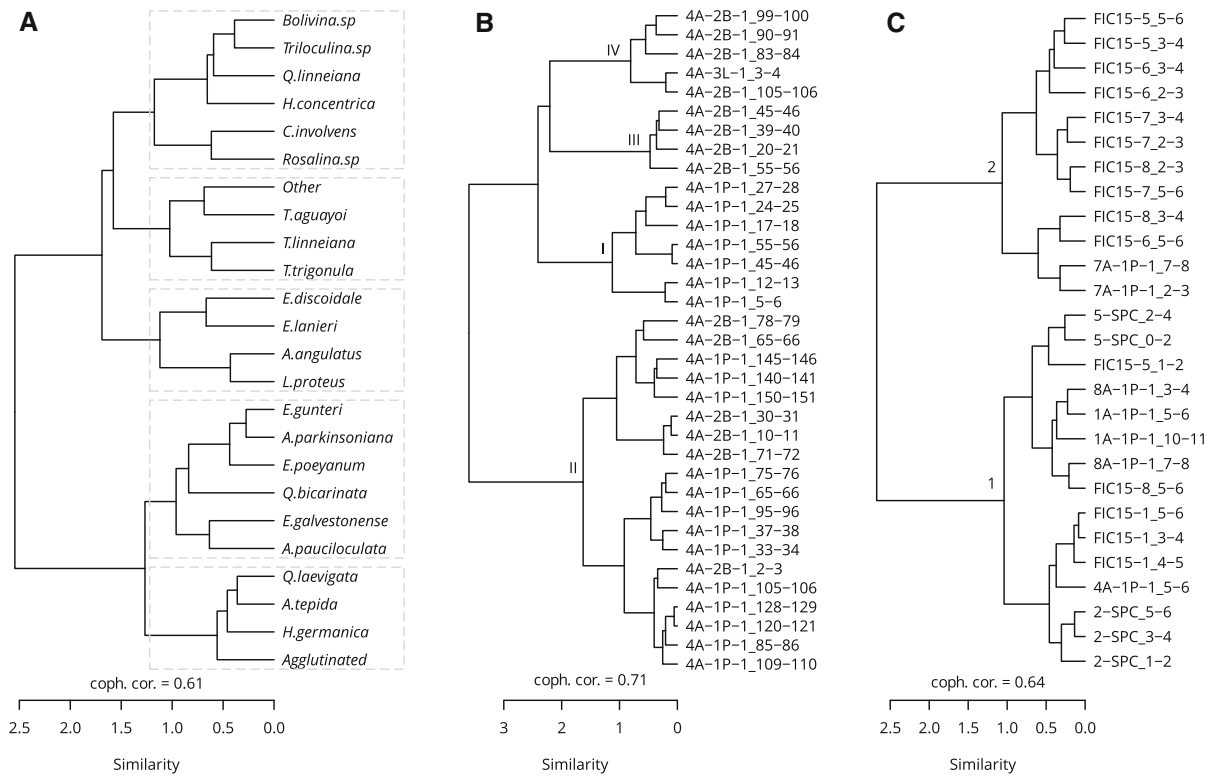 A
Bolivina.sp
Triloculina.sp
Q.linneiana
H.concentrica
C.involvens
Rosalina.sp
Other
T.aguayoi
T.linneiana
T.trigonula
E.discoidale
E.lanieri
A.angulatus
L.proteus
E.gunteri
A.parkinsoniana
E.poeyanum
Q.bicarinata
E.galvestonense
A.pauciloculata
Q.laevigata
A.tepida
H.germanica
Agglutinated
coph. cor. = 0.61
2.5 2.0 1.5 1.0 0.5 0.0
Similarity
B
4A−2B−1_99−100
4A−2B−1_90−91
IV
4A−2B−1_83−84
4A−3L−1_3−4
4A−2B−1_105−106
4A−2B−1_45−46
4A−2B−1_39−40
III
4A−2B−1_20−21
4A−2B−1_55−56
4A−1P−1_27−28
4A−1P−1_24−25
4A−1P−1_17−18
I
4A−1P−1_55−56
4A−1P−1_45−46
4A−1P−1_12−13
4A−1P−1_5−6
4A−2B−1_78−79
4A−2B−1_65−66
4A−1P−1_145−146
4A−1P−1_140−141
4A−1P−1_150−151
4A−2B−1_30−31
4A−2B−1_10−11
4A−2B−1_71−72
II
4A−1P−1_75−76
4A−1P−1_65−66
4A−1P−1_95−96
4A−1P−1_37−38
4A−1P−1_33−34
4A−2B−1_2−3
4A−1P−1_105−106
4A−1P−1_128−129
4A−1P−1_120−121
4A−1P−1_85−86
4A−1P−1_109−110
coph. cor. = 0.71
3 2 1 0
Similarity
C
FIC15−5_5−6
FIC15−5_3−4
FIC15−6_3−4
FIC15−6_2−3
FIC15−7_3−4
FIC15−7_2−3
2
FIC15−8_2−3
FIC15−7_5−6
FIC15−8_3−4
FIC15−6_5−6
7A−1P−1_7−8
7A−1P−1_2−3
5−SPC_2−4
5−SPC_0−2
FIC15−5_1−2
8A−1P−1_3−4
1A−1P−1_5−6
1A−1P−1_10−11
8A−1P−1_7−8
1
FIC15−8_5−6
FIC15−1_5−6
FIC15−1_3−4
FIC15−1_4−5
4A−1P−1_5−6
2−SPC_5−6
2−SPC_3−4
2−SPC_1−2
coph. cor. = 0.64
2.5 2.0 1.5 1.0 0.5 0.0
Similarity